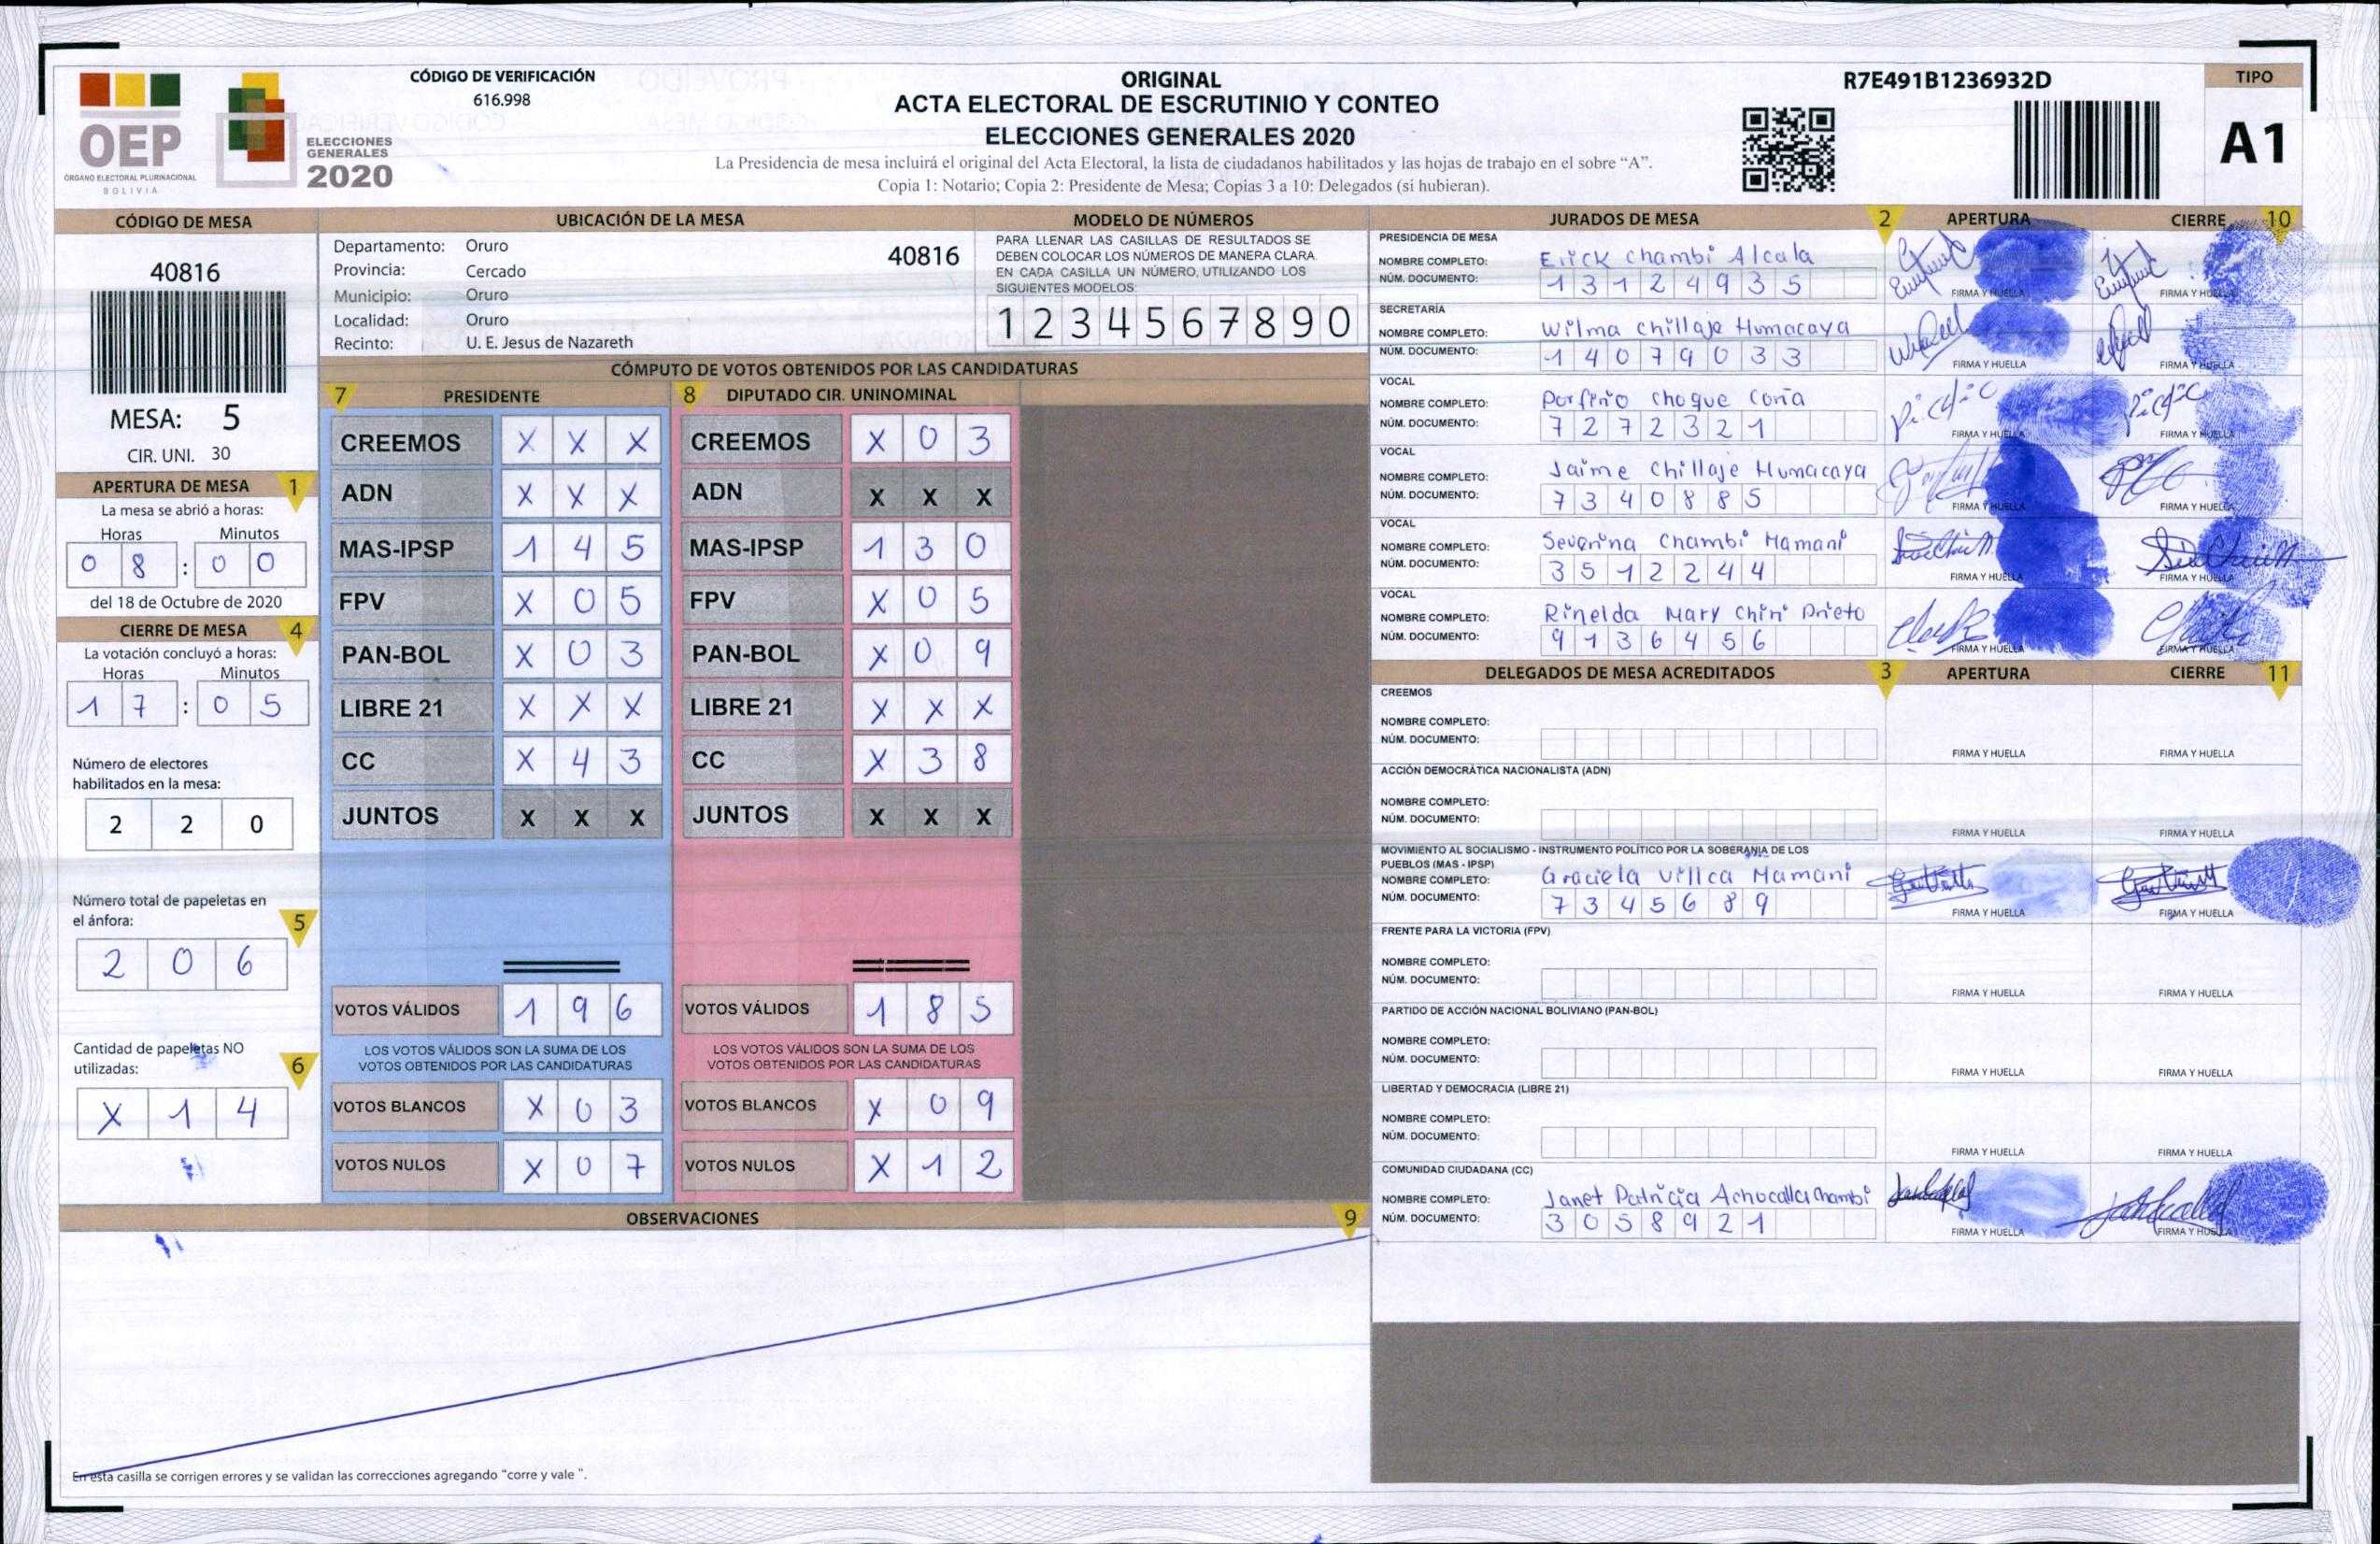 OEP
ÓRGANO ELECTORAL PLURINACIONAL
BOLIVIA
ELECCIONES
GENERALES
2020
CÓDIGO DE VERIFICACIÓN
616.998
ORIGINAL
ACTA ELECTORAL DE ESCRUTINIO Y CONTEO
ELECCIONES GENERALES 2020
La Presidencia de mesa incluirá el original del Acta Electoral, la lista de ciudadanos habilitados y las hojas de trabajo en el sobre “A”.
Copia 1: Notario; Copia 2: Presidente de Mesa; Copias 3 a 10: Delegados (si hubieran).
R7E491B1236932D
TIPO
A1
CÓDIGO DE MESA
40816
MESA: 5
CIR. UNI. 30
APERTURA DE MESA 1
La mesa se abrió a horas:
Horas Minutos
0 8 : 0 0
del 18 de Octubre de 2020
CIERRE DE MESA 4
La votación concluyó a horas:
Horas Minutos
1 7 : 0 5
Número de electores
habilitados en la mesa:
2 2 0
Número total de papeletas en
el ánfora: 5
2 0 6
Cantidad de papeletas NO
utilizadas: 6
X 1 4
UBICACIÓN DE LA MESA
Departamento: Oruro 40816
Provincia: Cercado
Municipio: Oruro
Localidad: Oruro
Recinto: U. E. Jesus de Nazareth
MODELO DE NÚMEROS
PARA LLENAR LAS CASILLAS DE RESULTADOS SE
DEBEN COLOCAR LOS NÚMEROS DE MANERA CLARA.
EN CADA CASILLA UN NÚMERO, UTILIZANDO LOS
SIGUIENTES MODELOS:
1 2 3 4 5 6 7 8 9 0
CÓMPUTO DE VOTOS OBTENIDOS POR LAS CANDIDATURAS
7 PRESIDENTE
CREEMOS X X X
ADN X X X
MAS-IPSP 1 4 5
FPV X 0 5
PAN-BOL X 0 3
LIBRE 21 X X X
CC X 4 3
JUNTOS X X X
VOTOS VÁLIDOS 1 9 6
LOS VOTOS VÁLIDOS SON LA SUMA DE LOS
VOTOS OBTENIDOS POR LAS CANDIDATURAS
VOTOS BLANCOS X 0 3
VOTOS NULOS X 0 7
8 DIPUTADO CIR. UNINOMINAL
CREEMOS X 0 3
ADN X X X
MAS-IPSP 1 3 0
FPV X 0 5
PAN-BOL X 0 9
LIBRE 21 X X X
CC X 3 8
JUNTOS X X X
VOTOS VÁLIDOS 1 8 5
LOS VOTOS VÁLIDOS SON LA SUMA DE LOS
VOTOS OBTENIDOS POR LAS CANDIDATURAS
VOTOS BLANCOS X 0 9
VOTOS NULOS X 1 2
OBSERVACIONES 9
En esta casilla se corrigen errores y se validan las correcciones agregando “corre y vale ”.
JURADOS DE MESA 2 APERTURA CIERRE 10
PRESIDENCIA DE MESA
NOMBRE COMPLETO: Erick Chambi Alcala
NÚM. DOCUMENTO: 1 3 1 2 4 9 3 5
FIRMA Y HUELLA FIRMA Y HUELLA
SECRETARÍA
NOMBRE COMPLETO: Wilma Chillaje Humacaya
NÚM. DOCUMENTO: 1 4 0 7 9 0 3 3
FIRMA Y HUELLA FIRMA Y HUELLA
VOCAL
NOMBRE COMPLETO: Porfirio Choque Coria
NÚM. DOCUMENTO: 7 2 7 2 3 2 1
FIRMA Y HUELLA FIRMA Y HUELLA
VOCAL
NOMBRE COMPLETO: Jaime Chillaje Humacaya
NÚM. DOCUMENTO: 7 3 4 0 8 8 5
FIRMA Y HUELLA FIRMA Y HUELLA
VOCAL
NOMBRE COMPLETO: Severina Chambi Mamani
NÚM. DOCUMENTO: 3 5 1 2 2 4 4
FIRMA Y HUELLA FIRMA Y HUELLA
VOCAL
NOMBRE COMPLETO: Rinelda Mary Chiri Prieto
NÚM. DOCUMENTO: 9 1 3 6 4 5 6
FIRMA Y HUELLA FIRMA Y HUELLA
DELEGADOS DE MESA ACREDITADOS 3 APERTURA CIERRE 11
CREEMOS
NOMBRE COMPLETO:
NÚM. DOCUMENTO:
FIRMA Y HUELLA FIRMA Y HUELLA
ACCIÓN DEMOCRÁTICA NACIONALISTA (ADN)
NOMBRE COMPLETO:
NÚM. DOCUMENTO:
FIRMA Y HUELLA FIRMA Y HUELLA
MOVIMIENTO AL SOCIALISMO - INSTRUMENTO POLÍTICO POR LA SOBERANIA DE LOS
PUEBLOS (MAS - IPSP)
NOMBRE COMPLETO: Graciela Villca Mamani
NÚM. DOCUMENTO: 7 3 4 5 6 8 9
FIRMA Y HUELLA FIRMA Y HUELLA
FRENTE PARA LA VICTORIA (FPV)
NOMBRE COMPLETO:
NÚM. DOCUMENTO:
FIRMA Y HUELLA FIRMA Y HUELLA
PARTIDO DE ACCIÓN NACIONAL BOLIVIANO (PAN-BOL)
NOMBRE COMPLETO:
NÚM. DOCUMENTO:
FIRMA Y HUELLA FIRMA Y HUELLA
LIBERTAD Y DEMOCRACIA (LIBRE 21)
NOMBRE COMPLETO:
NÚM. DOCUMENTO:
FIRMA Y HUELLA FIRMA Y HUELLA
COMUNIDAD CIUDADANA (CC)
NOMBRE COMPLETO: Janet Patricia Achocalla Chambi
NÚM. DOCUMENTO: 3 0 5 8 9 2 1
FIRMA Y HUELLA FIRMA Y HUELLA